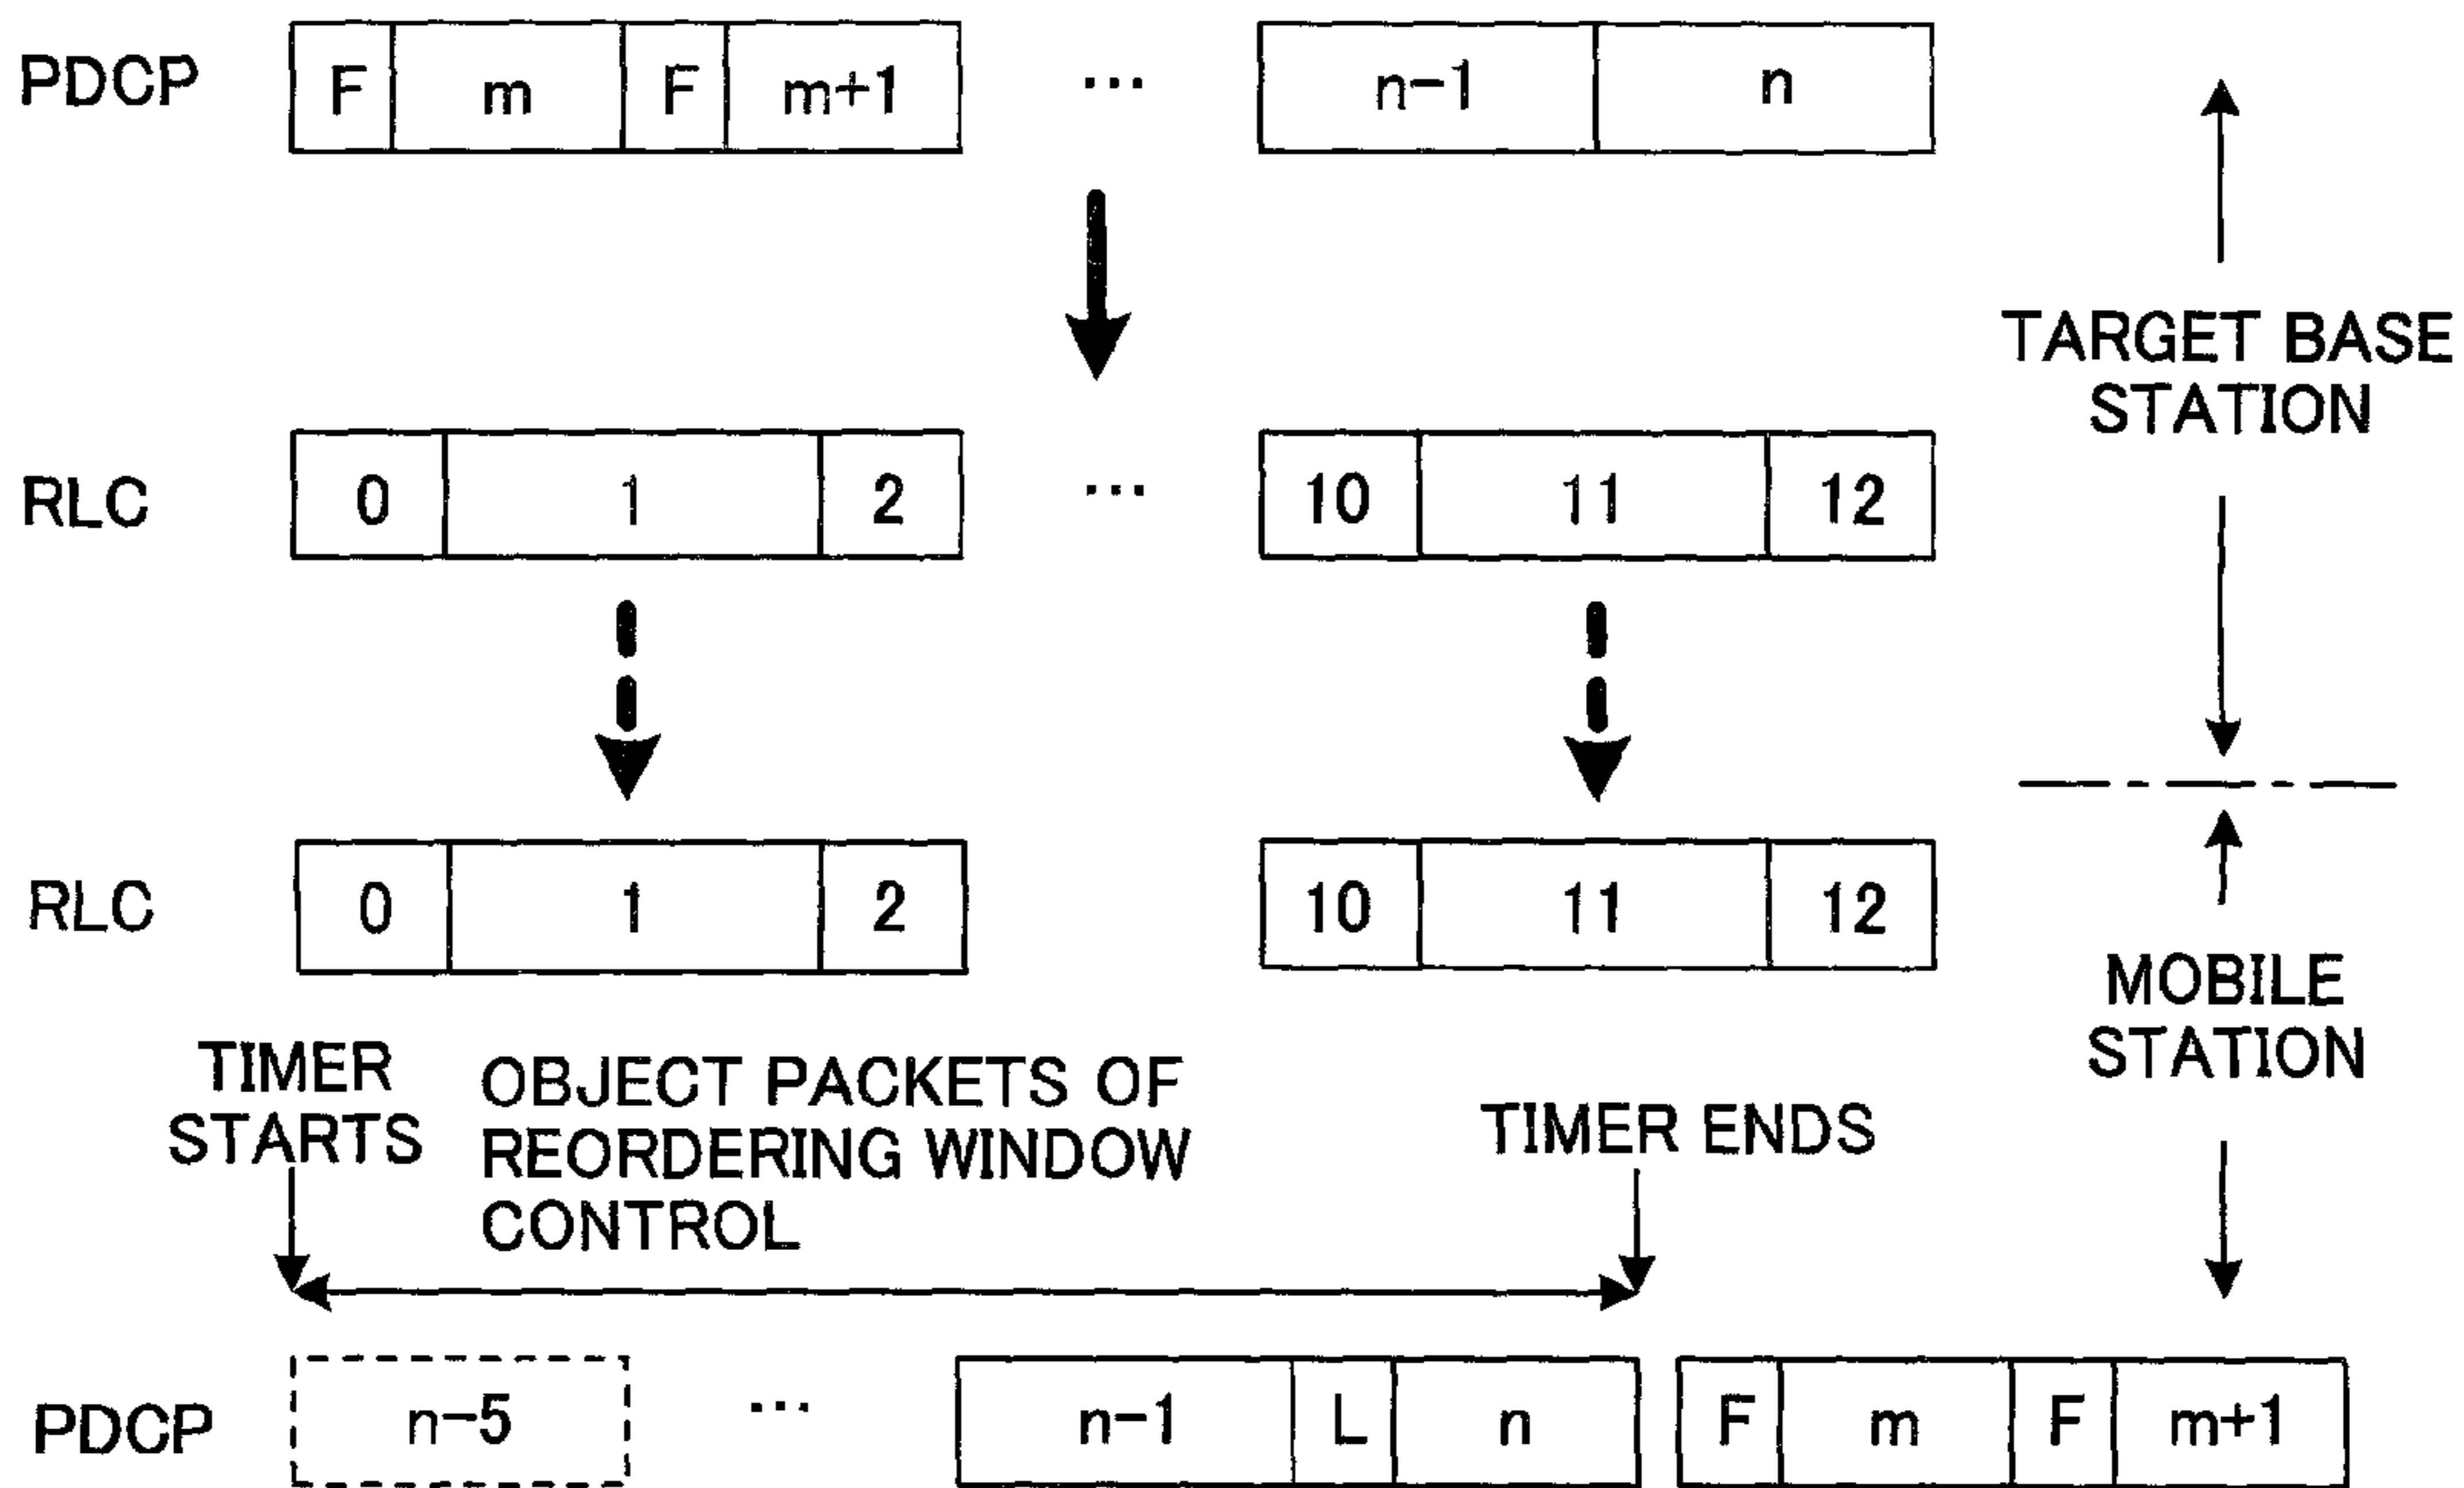 PDCP F m F m+1 ... n-1 n
TARGET BASE
STATION
RLC 0 1 2 ... 10 11 12
RLC 0 1 2 10 11 12
MOBILE
STATION
TIMER
STARTS
OBJECT PACKETS OF
REORDERING WINDOW
CONTROL
TIMER ENDS
PDCP n-5 ... n-1 L n F m F m+1